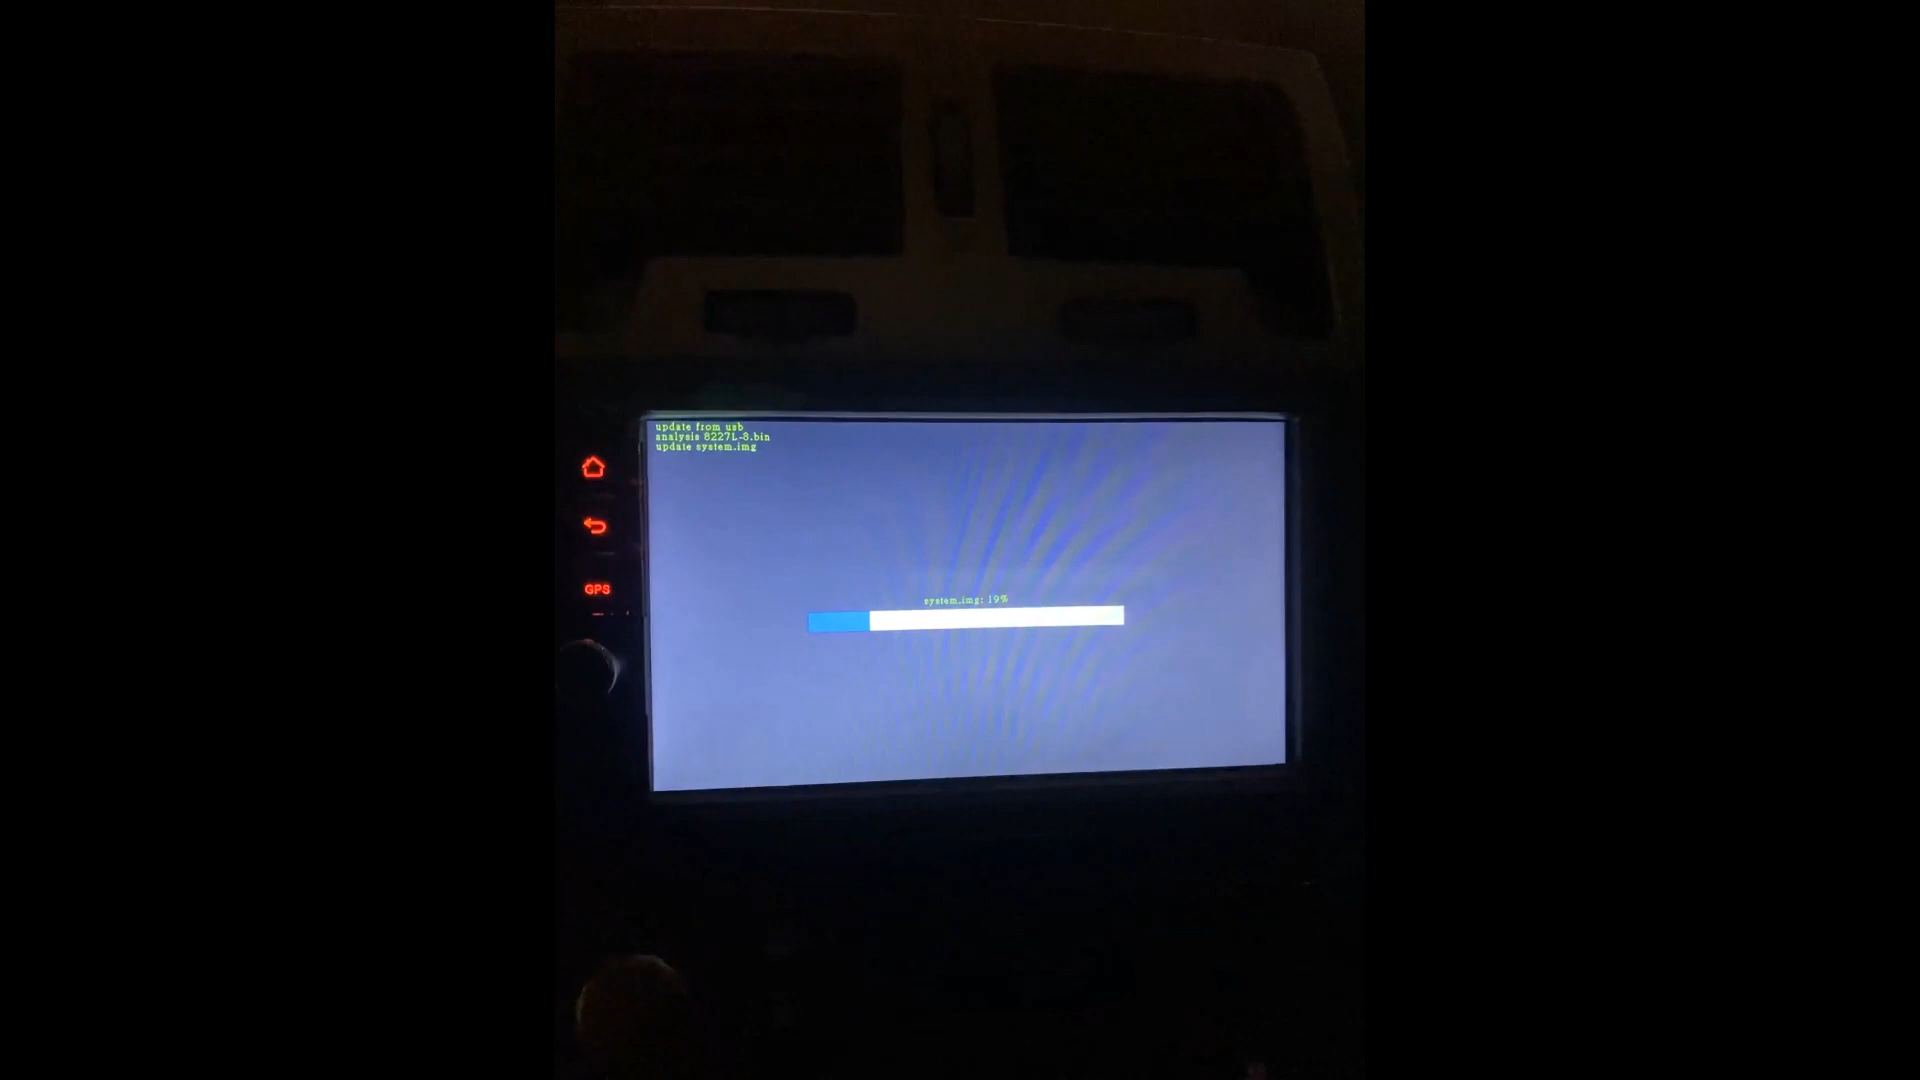 update from usb
analysis 8227L-8.bin
update system.img
GPS
system.img: 19%